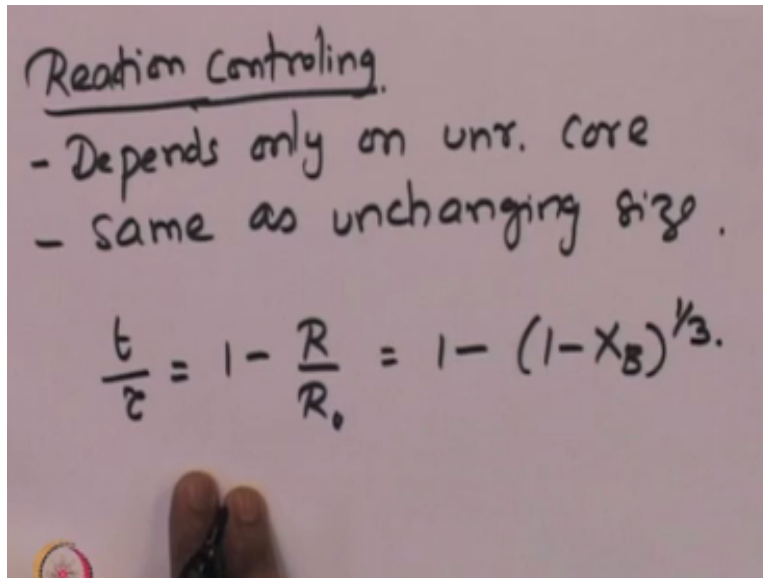 Reaction Controling.
- Depends only on unr. core
- same as unchanging size.
t/τ = 1 - R/R₀ = 1 - (1-X_B)^1/3.